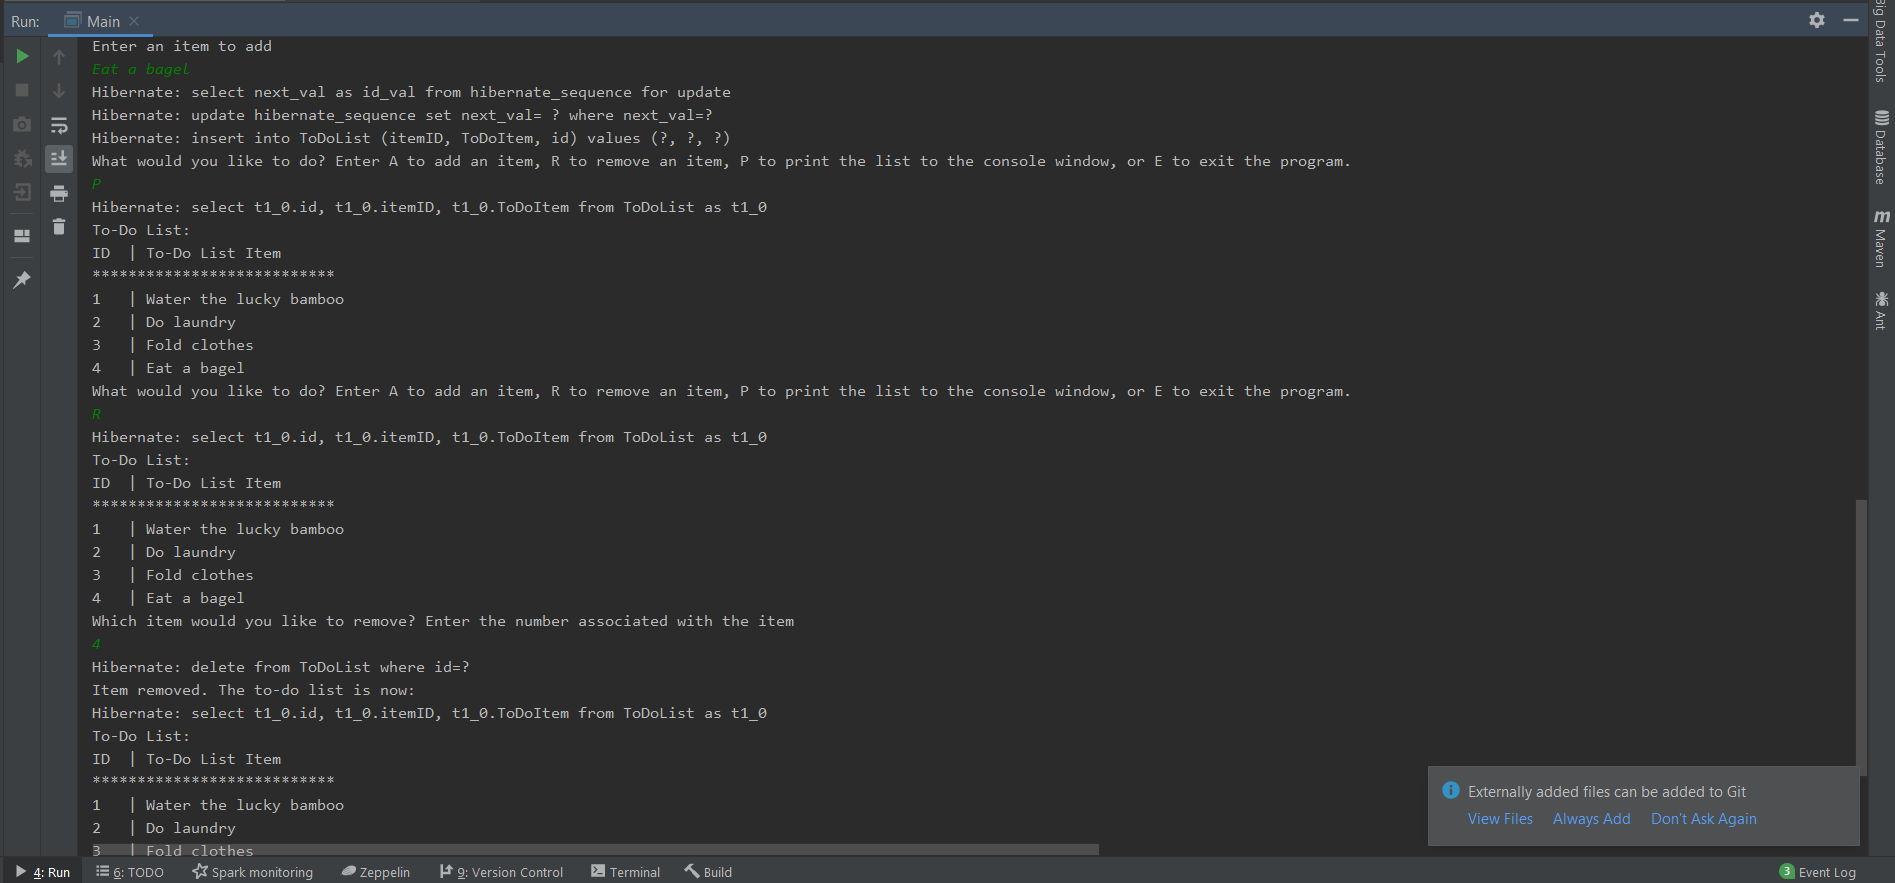 Run: Main
Enter an item to add
Eat a bagel
Hibernate: select next_val as id_val from hibernate_sequence for update
Hibernate: update hibernate_sequence set next_val= ? where next_val=?
Hibernate: insert into ToDoList (itemID, ToDoItem, id) values (?, ?, ?)
What would you like to do? Enter A to add an item, R to remove an item, P to print the list to the console window, or E to exit the program.
P
Hibernate: select t1_0.id, t1_0.itemID, t1_0.ToDoItem from ToDoList as t1_0
To-Do List:
ID  | To-Do List Item
***************************
1   | Water the lucky bamboo
2   | Do laundry
3   | Fold clothes
4   | Eat a bagel
What would you like to do? Enter A to add an item, R to remove an item, P to print the list to the console window, or E to exit the program.
R
Hibernate: select t1_0.id, t1_0.itemID, t1_0.ToDoItem from ToDoList as t1_0
To-Do List:
ID  | To-Do List Item
***************************
1   | Water the lucky bamboo
2   | Do laundry
3   | Fold clothes
4   | Eat a bagel
Which item would you like to remove? Enter the number associated with the item
4
Hibernate: delete from ToDoList where id=?
Item removed. The to-do list is now:
Hibernate: select t1_0.id, t1_0.itemID, t1_0.ToDoItem from ToDoList as t1_0
To-Do List:
ID  | To-Do List Item
***************************
1   | Water the lucky bamboo
2   | Do laundry
3   | Fold clothes
Big Data Tools
Database
m Maven
Ant
Externally added files can be added to Git
View Files Always Add Don't Ask Again
4: Run 6: TODO Spark monitoring Zeppelin 9: Version Control Terminal Build 3 Event Log